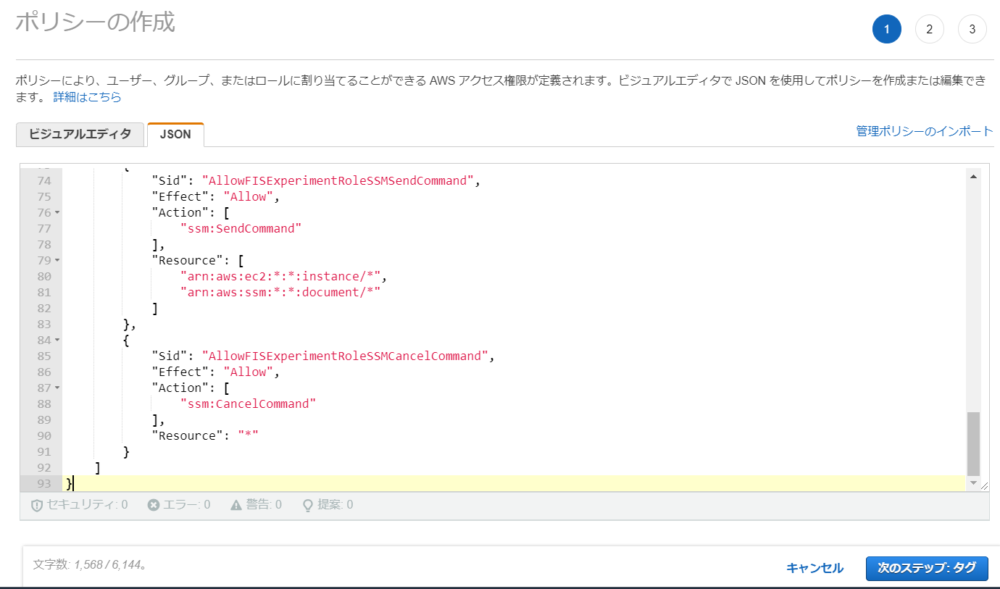 ポリシーの作成
1 2 3
ポリシーにより、ユーザー、グループ、またはロールに割り当てることができる AWS アクセス権限が定義されます。ビジュアルエディタで JSON を使用してポリシーを作成または編集でき
ます。 詳細はこちら
ビジュアルエディタ JSON 管理ポリシーのインポート
{
74 "Sid": "AllowFISExperimentRoleSSMSendCommand",
75 "Effect": "Allow",
76 "Action": [
77 "ssm:SendCommand"
78 ],
79 "Resource": [
80 "arn:aws:ec2:*:*:instance/*",
81 "arn:aws:ssm:*:*:document/*"
82 ]
83 },
84 {
85 "Sid": "AllowFISExperimentRoleSSMCancelCommand",
86 "Effect": "Allow",
87 "Action": [
88 "ssm:CancelCommand"
89 ],
90 "Resource": "*"
91 }
92 ]
93 }
セキュリティ: 0 エラー: 0 警告: 0 提案: 0
文字数: 1,568 / 6,144。
キャンセル 次のステップ: タグ